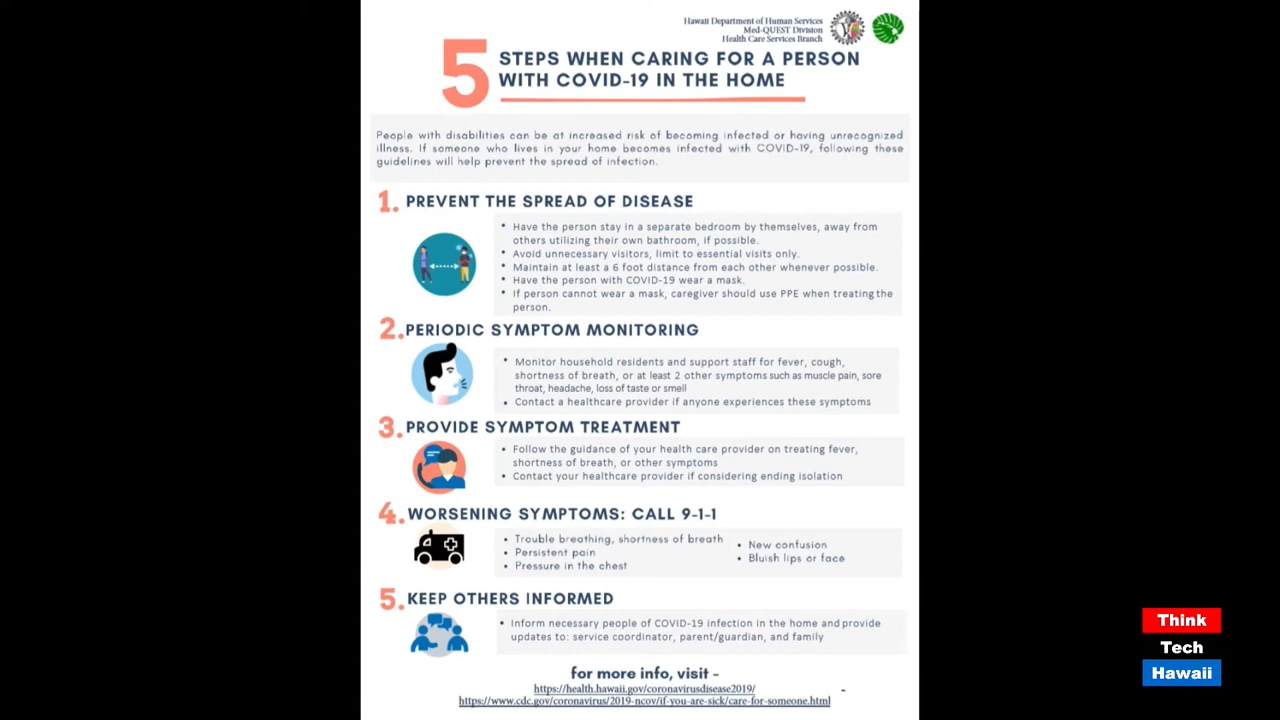 Hawaii Department of Human Services
Med-QUEST Division
Health Care Services Branch
5
STEPS WHEN CARING FOR A PERSON
WITH COVID-19 IN THE HOME
People with disabilities can be at increased risk of becoming infected or having unrecognized
illness. If someone who lives in your home becomes infected with COVID-19, following these
guidelines will help prevent the spread of infection.
1. PREVENT THE SPREAD OF DISEASE
• Have the person stay in a separate bedroom by themselves, away from
others utilizing their own bathroom, if possible.
• Avoid unnecessary visitors, limit to essential visits only.
• Maintain at least a 6 foot distance from each other whenever possible.
• Have the person with COVID-19 wear a mask.
• If person cannot wear a mask, caregiver should use PPE when treating the
person.
2. PERIODIC SYMPTOM MONITORING
• Monitor household residents and support staff for fever, cough,
shortness of breath, or at least 2 other symptoms such as muscle pain, sore
throat, headache, loss of taste or smell
• Contact a healthcare provider if anyone experiences these symptoms
3. PROVIDE SYMPTOM TREATMENT
• Follow the guidance of your health care provider on treating fever,
shortness of breath, or other symptoms
• Contact your healthcare provider if considering ending isolation
4. WORSENING SYMPTOMS: CALL 9-1-1
• Trouble breathing, shortness of breath
• Persistent pain
• Pressure in the chest
• New confusion
• Bluish lips or face
5. KEEP OTHERS INFORMED
• Inform necessary people of COVID-19 infection in the home and provide
updates to: service coordinator, parent/guardian, and family
for more info, visit -
https://health.hawaii.gov/coronavirusdisease2019/ -
https://www.cdc.gov/coronavirus/2019-ncov/if-you-are-sick/care-for-someone.html
Think
Tech
Hawaii